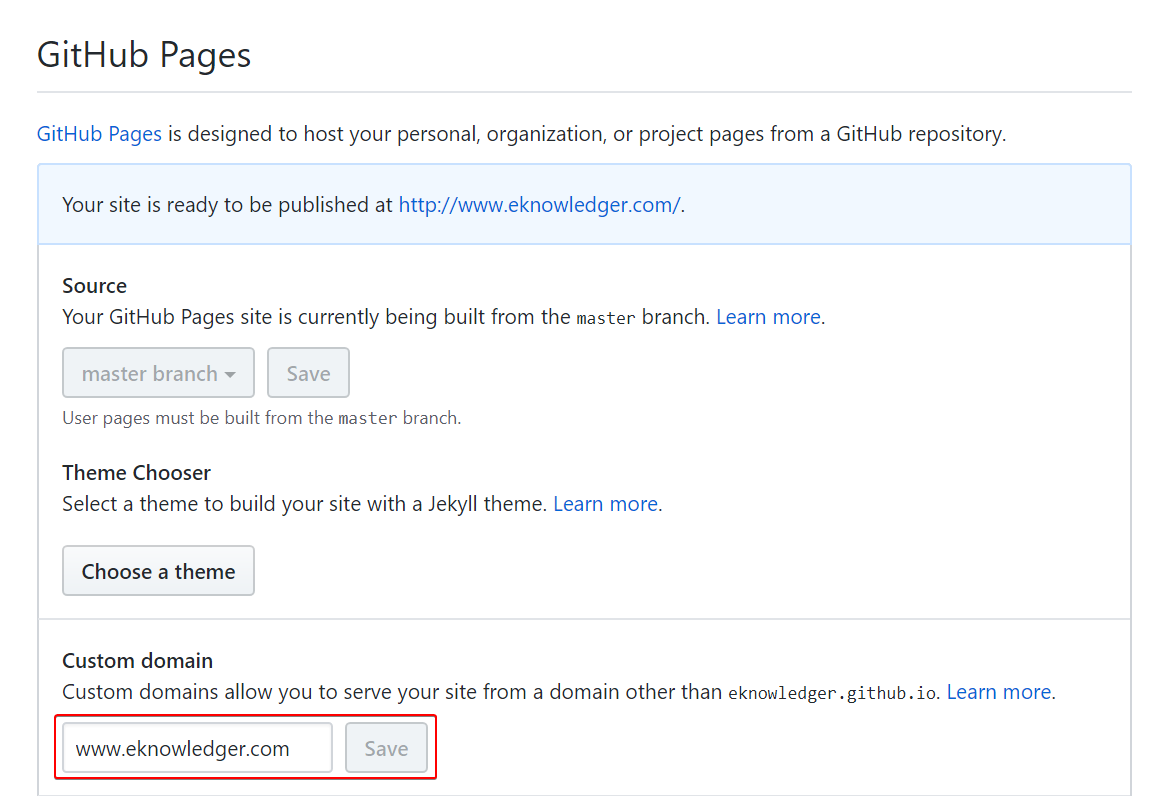 GitHub Pages
GitHub Pages is designed to host your personal, organization, or project pages from a GitHub repository.
Your site is ready to be published at http://www.eknowledger.com/.
Source
Your GitHub Pages site is currently being built from the master branch. Learn more.
master branch Save
User pages must be built from the master branch.
Theme Chooser
Select a theme to build your site with a Jekyll theme. Learn more.
Choose a theme
Custom domain
Custom domains allow you to serve your site from a domain other than eknowledger.github.io. Learn more.
www.eknowledger.com Save